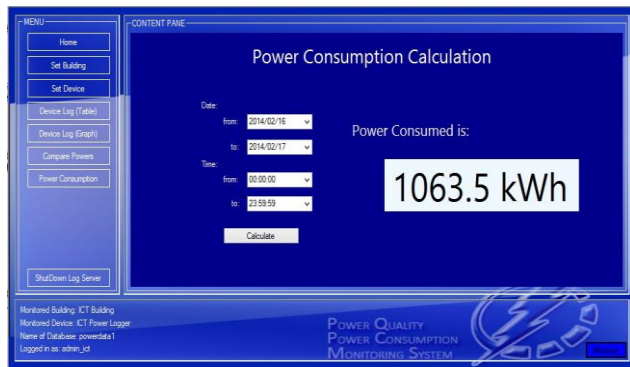 MENU
Home
Set Building
Set Device
Device Log (Table)
Device Log (Graph)
Compare Powers
Power Consumption
ShutDown Log Server
CONTENT PANE
Power Consumption Calculation
Date:
from: 2014/02/16
to: 2014/02/17
Time:
from: 00:00:00
to: 23:59:59
Calculate
Power Consumed is:
1063.5 kWh
Monitored Building: ICT Building
Monitored Device: ICT Power Logger
Name of Database: powerdata1
Logged in as: admin_ict
POWER QUALITY
POWER CONSUMPTION
MONITORING SYSTEM